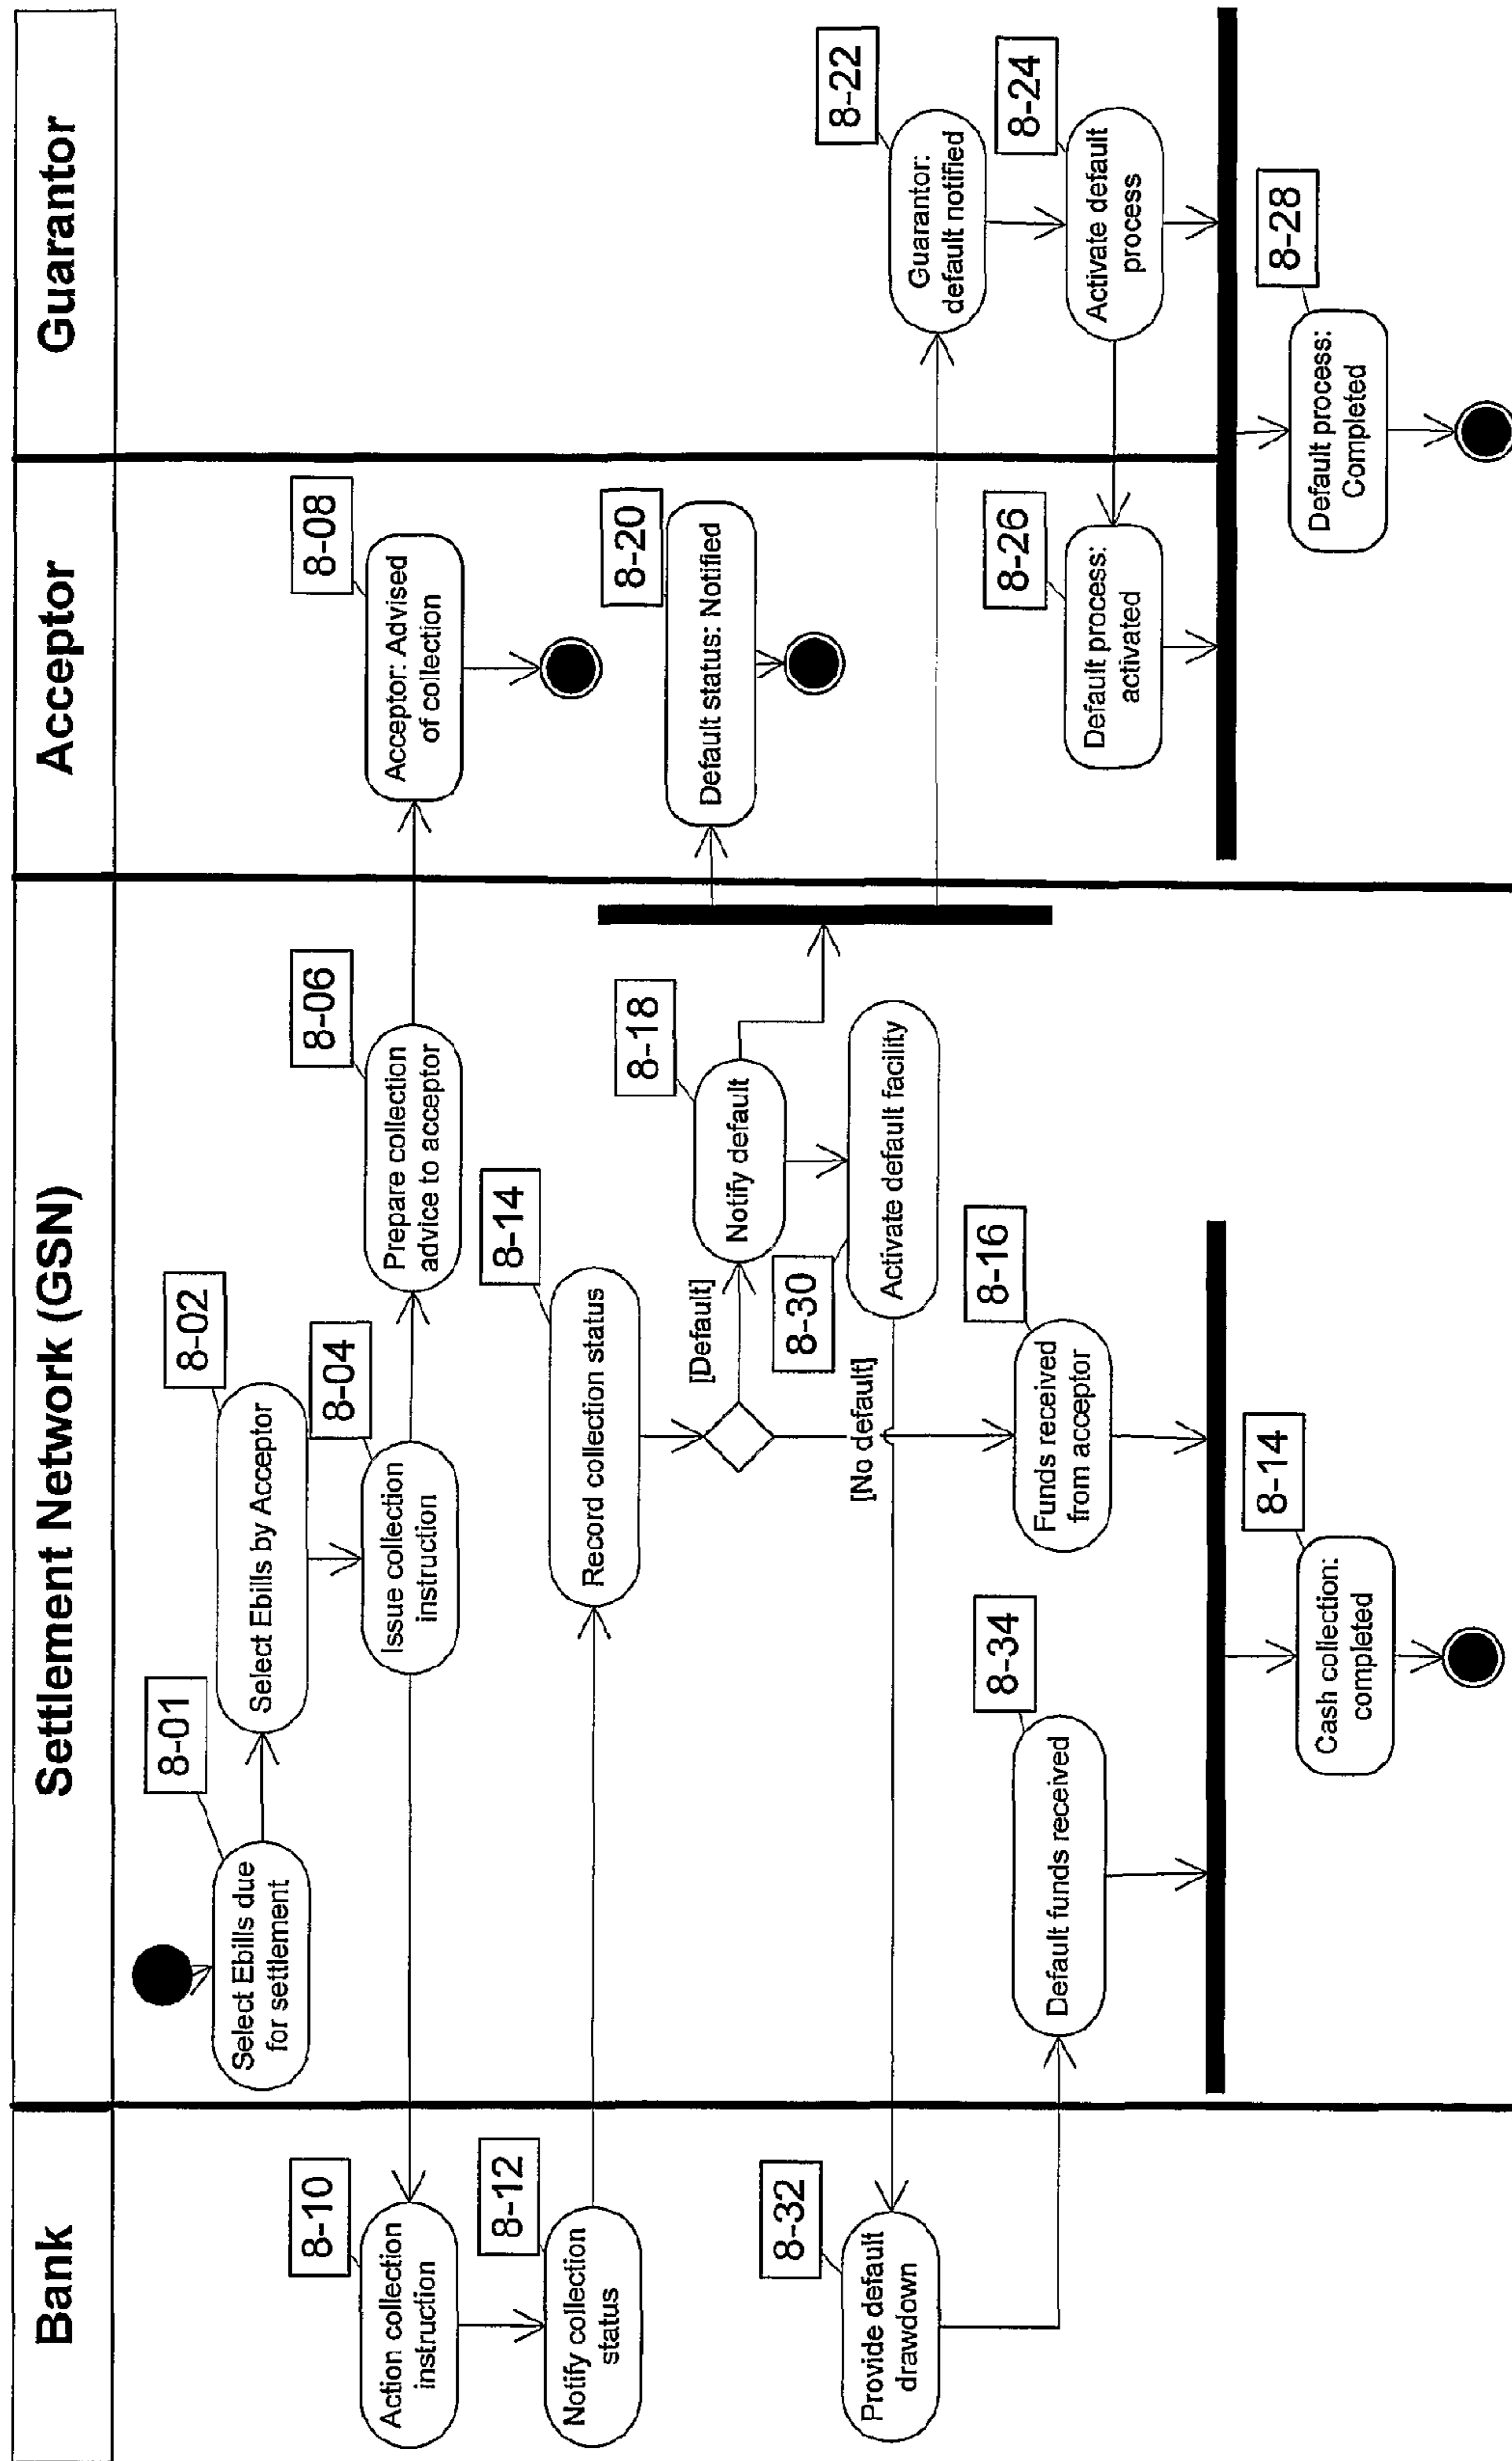 Bank
Settlement Network (GSN)
Acceptor
Guarantor
8-01
Select Ebills due
for settlement
8-02
Select Ebills by Acceptor
8-04
Issue collection
instruction
8-06
Prepare collection
advice to acceptor
8-08
Acceptor: Advised
of collection
8-10
Action collection
instruction
8-12
Notify collection
status
8-14
Record collection status
[Default]
[No default]
8-18
Notify default
8-20
Default status: Notified
8-22
Guarantor:
default notified
8-24
Activate default
process
8-26
Default process:
activated
8-28
Default process:
Completed
8-30
Activate default facility
8-32
Provide default
drawdown
8-34
Default funds received
8-16
Funds received
from acceptor
8-14
Cash collection:
completed